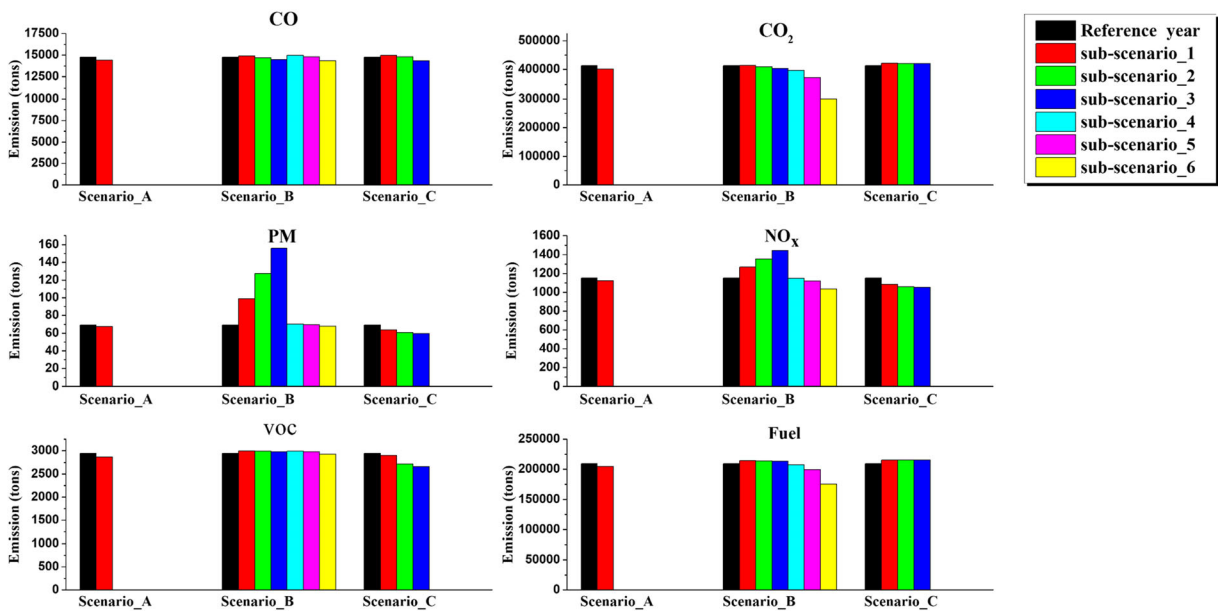 CO
17500
15000
12500
10000
7500
5000
2500
0
Emission (tons)
Scenario_A Scenario_B Scenario_C
CO2
500000
400000
300000
200000
100000
0
Emission (tons)
Scenario_A Scenario_B Scenario_C
Reference year
sub-scenario_1
sub-scenario_2
sub-scenario_3
sub-scenario_4
sub-scenario_5
sub-scenario_6
PM
160
140
120
100
80
60
40
20
0
Emission (tons)
Scenario_A Scenario_B Scenario_C
NOX
1600
1400
1200
1000
800
600
400
200
0
Emission (tons)
Scenario_A Scenario_B Scenario_C
VOC
3000
2500
2000
1500
1000
500
0
Emission (tons)
Scenario_A Scenario_B Scenario_C
Fuel
250000
200000
150000
100000
50000
0
Emission (tons)
Scenario_A Scenario_B Scenario_C